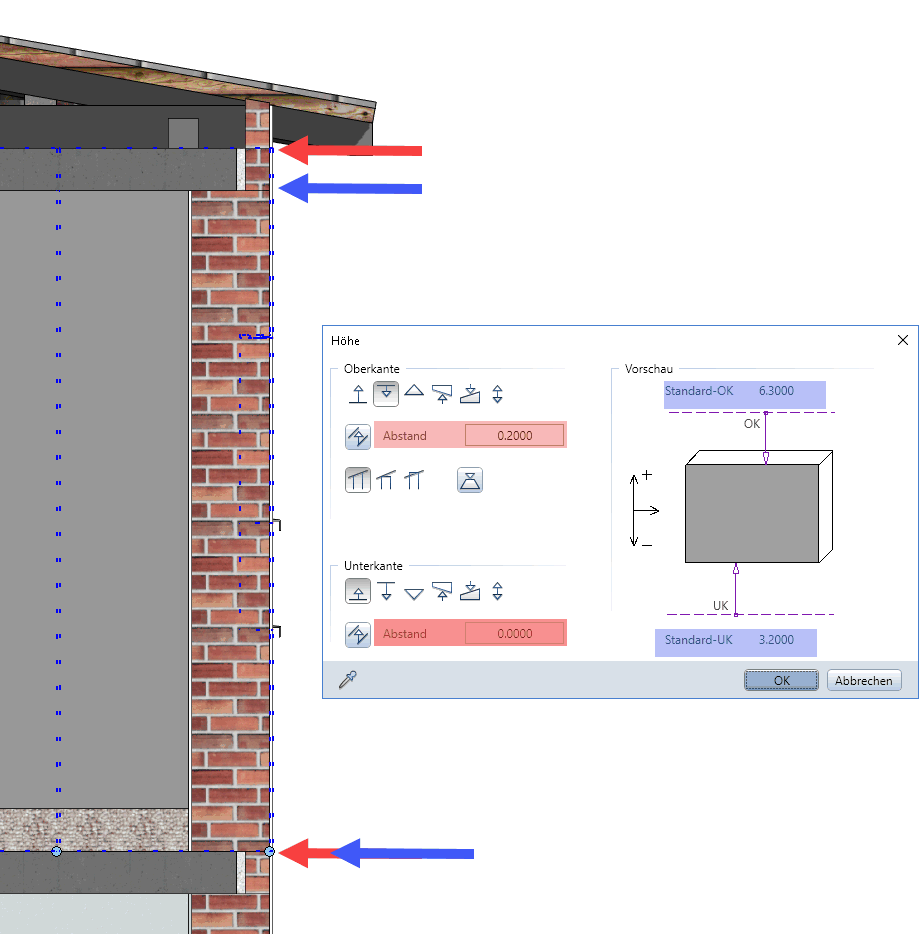 Höhe
Oberkante
Abstand 0.2000
Unterkante
Abstand 0.0000
Vorschau
Standard-OK 6.3000
OK
+
−
UK
Standard-UK 3.2000
OK Abbrechen